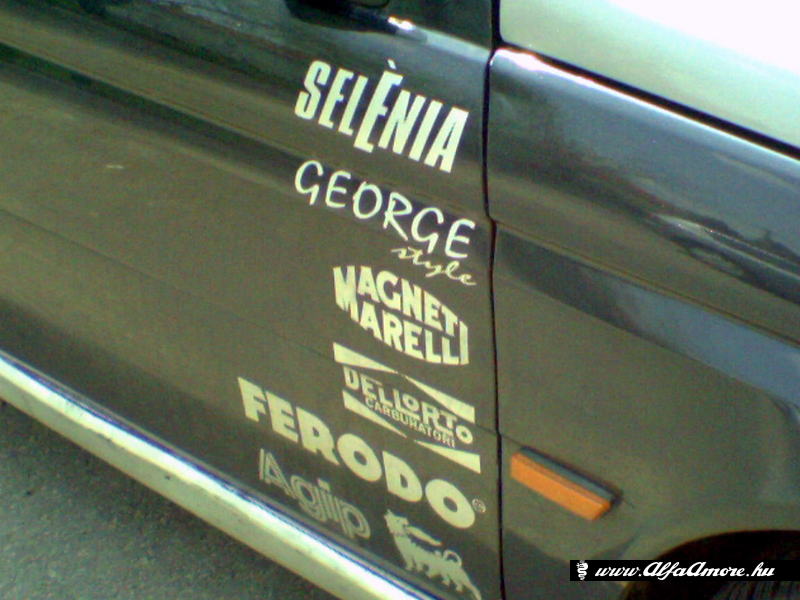 SELÈNIA
GEORGE
style
MAGNETI
MARELLI
DELLORTO
CARBURATORI
FERODO®
Agip
www.AlfaAmore.hu